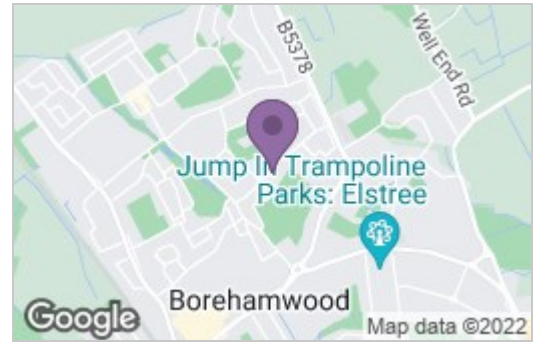 B5378
Well End Rd
Jump In Trampoline
Parks: Elstree
Borehamwood
Google
Map data ©2022